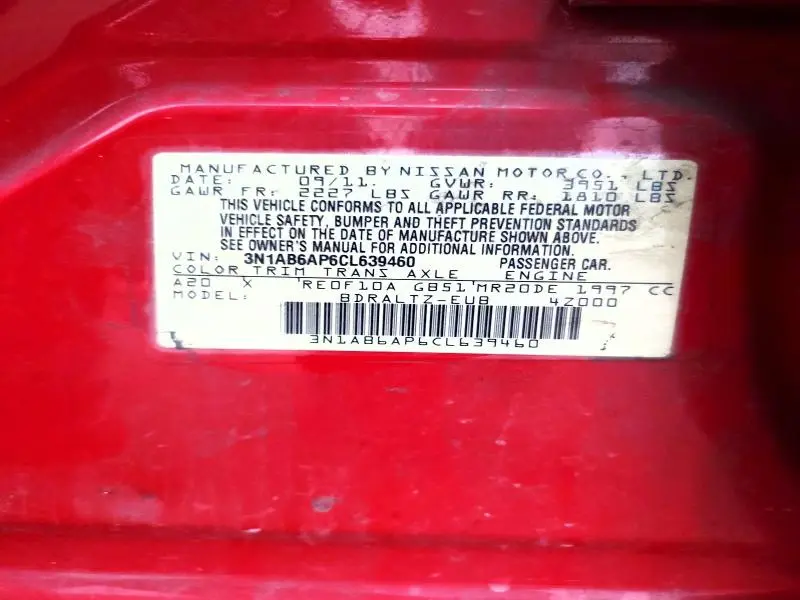 MANUFACTURED BY NISSAN MOTOR CO., LTD.
DATE: 09/11. GVWR: 3951 LBS
GAWR FR: 2227 LBS GAWR RR: 1810 LBS
THIS VEHICLE CONFORMS TO ALL APPLICABLE FEDERAL MOTOR
VEHICLE SAFETY, BUMPER AND THEFT PREVENTION STANDARDS
IN EFFECT ON THE DATE OF MANUFACTURE SHOWN ABOVE.
SEE OWNER'S MANUAL FOR ADDITIONAL INFORMATION.
VIN: 3N1AB6AP6CL639460 PASSENGER CAR.
COLOR TRIM TRANS AXLE ENGINE
A20 X 'RE0F10A GB51'MR20DE 1997 CC
MODEL: BDRALTZ-EUB 4Z000
3N1AB6AP6CL639460